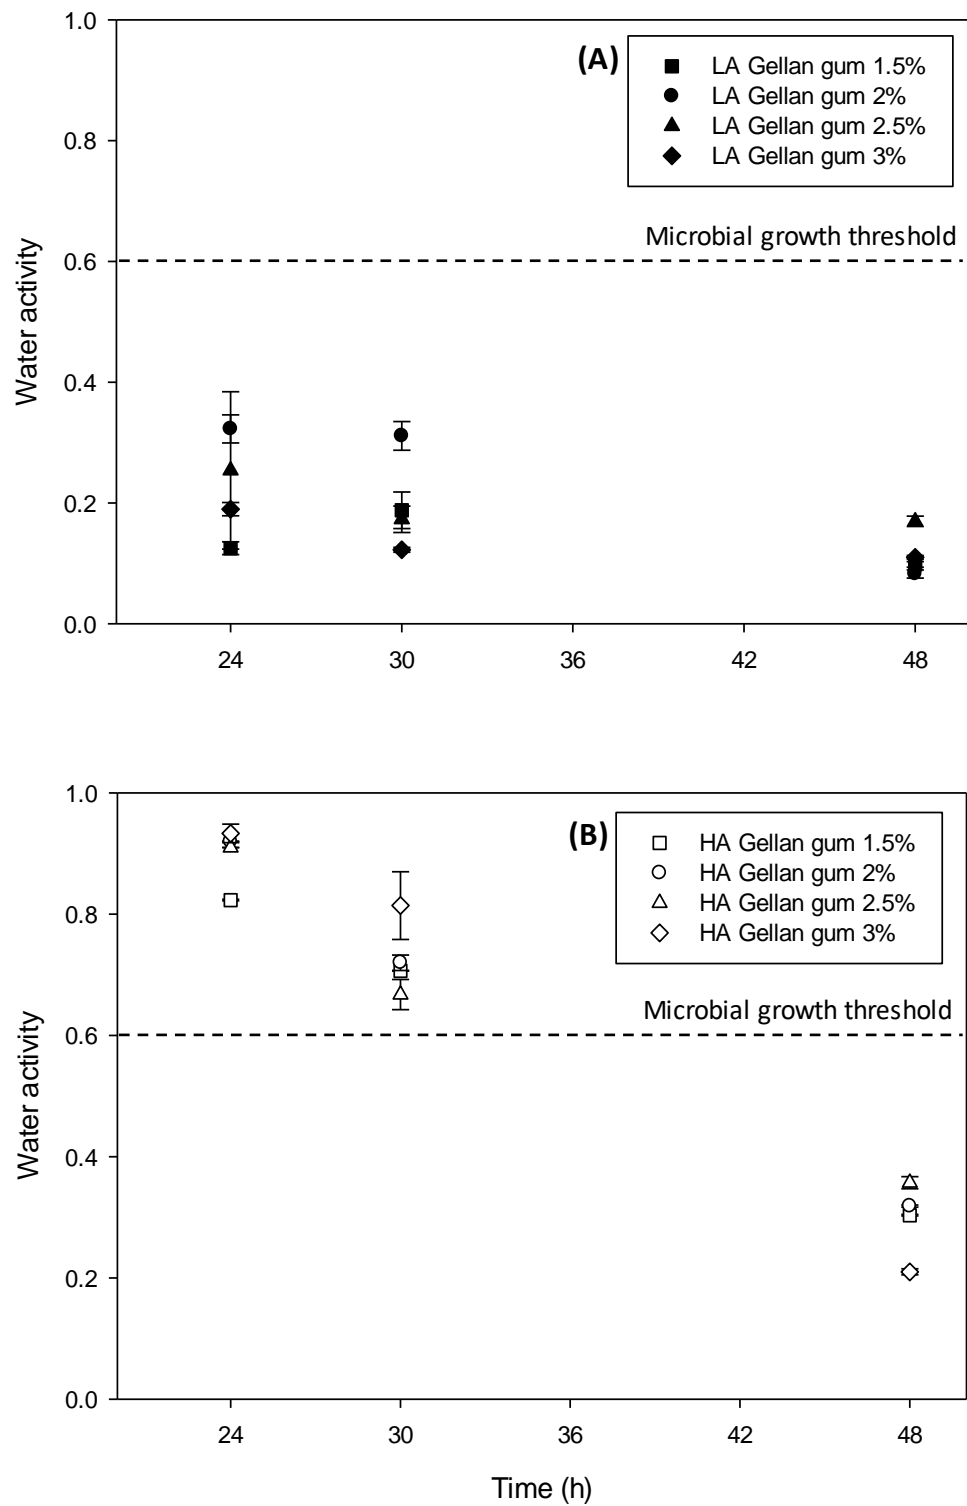 1.0
(A)
LA Gellan gum 1.5%
LA Gellan gum 2%
LA Gellan gum 2.5%
LA Gellan gum 3%
0.8
Microbial growth threshold
0.6
Water activity
0.4
0.2
0.0
24 30 36 42 48
1.0
(B)
HA Gellan gum 1.5%
HA Gellan gum 2%
HA Gellan gum 2.5%
HA Gellan gum 3%
0.8
Microbial growth threshold
0.6
Water activity
0.4
0.2
0.0
24 30 36 42 48
Time (h)